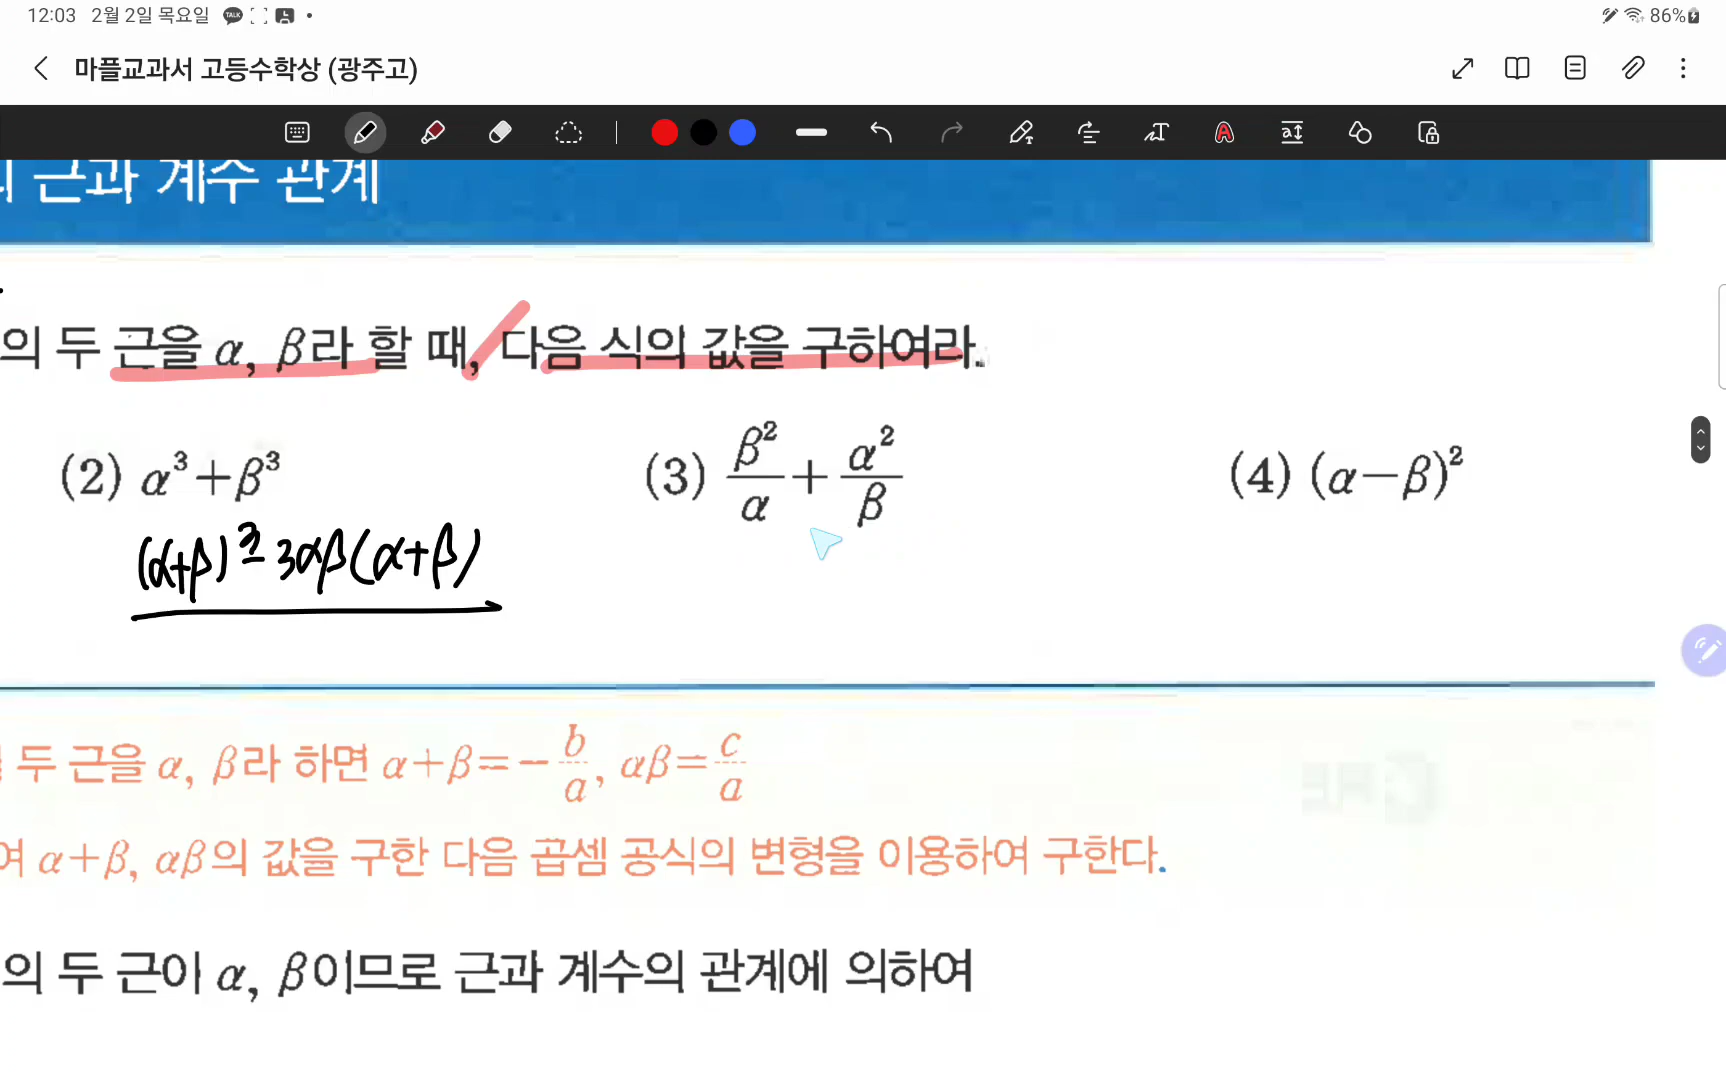 12:03 2월 2일 목요일 TALK 86%
마플교과서 고등수학상 (광주고)
근과 계수 관계
의 두 근을 α, β라 할 때, 다음 식의 값을 구하여라.
(2) α³+β³ (3) β²/α + α²/β (4) (α−β)²
(α+β)³ − 3αβ(α+β)
두 근을 α, β라 하면 α+β=−b/a, αβ=c/a
여 α+β, αβ의 값을 구한 다음 곱셈 공식의 변형을 이용하여 구한다.
의 두 근이 α, β이므로 근과 계수의 관계에 의하여